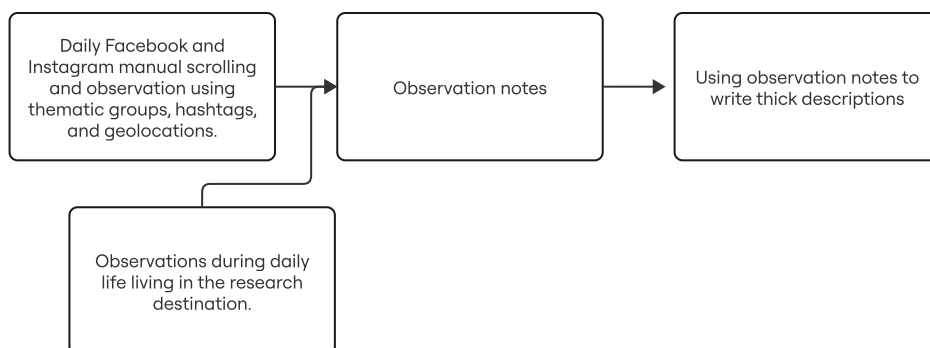 Daily Facebook and
Instagram manual scrolling
and observation using
thematic groups, hashtags,
and geolocations.
Observation notes
Using observation notes to
write thick descriptions
Observations during daily
life living in the research
destination.